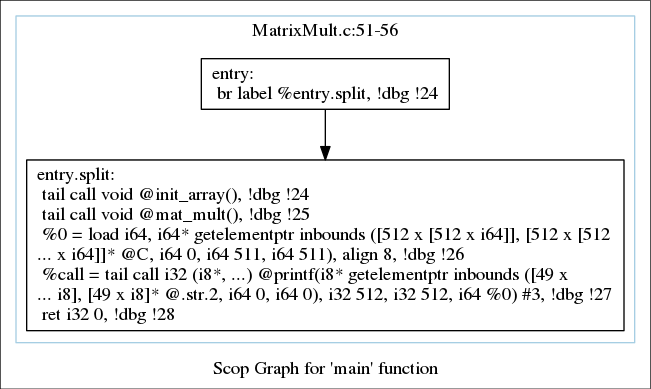 MatrixMult.c:51-56
entry:
br label %entry.split, !dbg !24
entry.split:
tail call void @init_array(), !dbg !24
tail call void @mat_mult(), !dbg !25
%0 = load i64, i64* getelementptr inbounds ([512 x [512 x i64]], [512 x [512
... x i64]]* @C, i64 0, i64 511, i64 511), align 8, !dbg !26
%call = tail call i32 (i8*, ...) @printf(i8* getelementptr inbounds ([49 x
... i8], [49 x i8]* @.str.2, i64 0, i64 0), i32 512, i32 512, i64 %0) #3, !dbg !27
ret i32 0, !dbg !28
Scop Graph for 'main' function